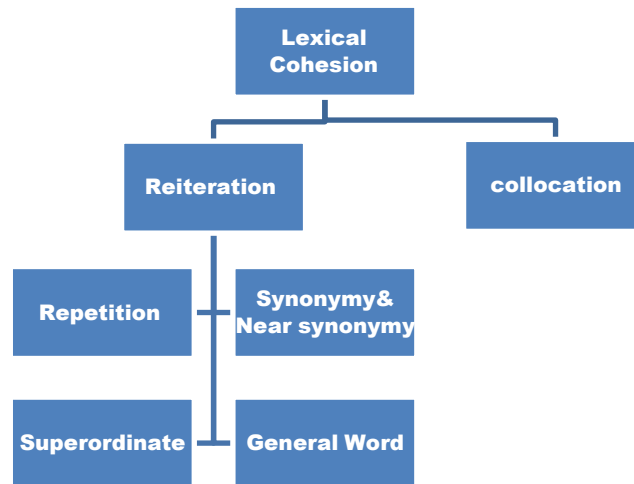 Lexical
Cohesion
Reiteration
collocation
Repetition
Synonymy&
Near synonymy
Superordinate
General Word